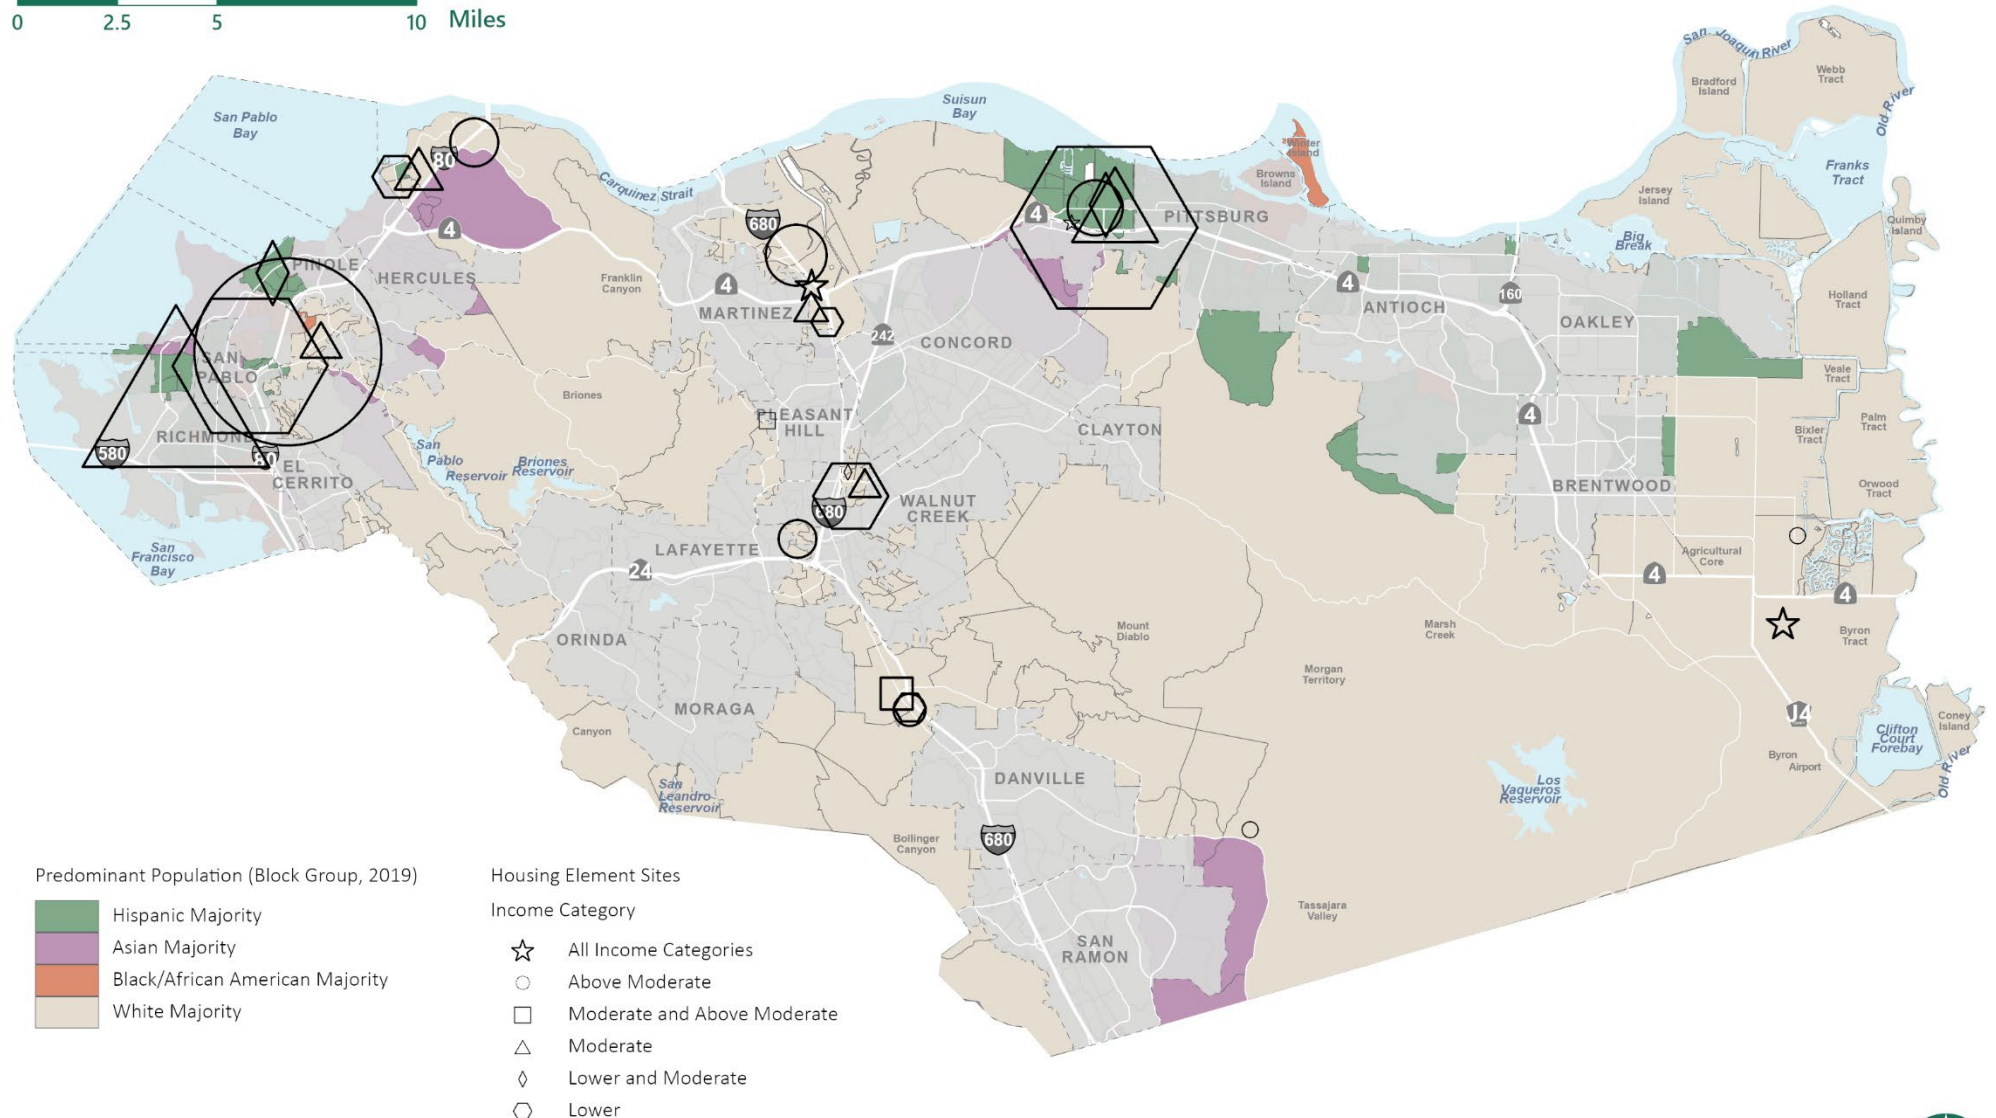 0 2.5 5 10 Miles
San Joaquin River
Webb
Tract
Bradford
Island
Old River
San Pablo
Bay
Suisun
Bay
Winter
Island
Franks
Tract
80
Carquinez Strait
Browns
Island
Jersey
Island
4
680
4
PITTSBURG
Quimby
Island
Big
Break
PINOLE
HERCULES
Franklin
Canyon
4
4
160
Holland
Tract
MARTINEZ
ANTIOCH
OAKLEY
242
CONCORD
SAN
PABLO
Veale
Tract
Briones
PLEASANT
HILL
4
CLAYTON
Palm
Tract
Bixler
Tract
RICHMOND
580
80
EL
CERRITO
San
Pablo
Reservoir
Briones
Reservoir
BRENTWOOD
Orwood
Tract
680
WALNUT
CREEK
San
Francisco
Bay
LAFAYETTE
24
Agricultural
Core
4
4
ORINDA
Mount
Diablo
Marsh
Creek
Byron
Tract
Morgan
Territory
MORAGA
Canyon
J4
Coney
Island
Clifton
Court
Forebay
Byron
Airport
Old River
San
Leandro
Reservoir
DANVILLE
Los
Vaqueros
Reservoir
680
Bollinger
Canyon
Tassajara
Valley
SAN
RAMON
Predominant Population (Block Group, 2019)
Hispanic Majority
Asian Majority
Black/African American Majority
White Majority
Housing Element Sites
Income Category
All Income Categories
Above Moderate
Moderate and Above Moderate
Moderate
Lower and Moderate
Lower